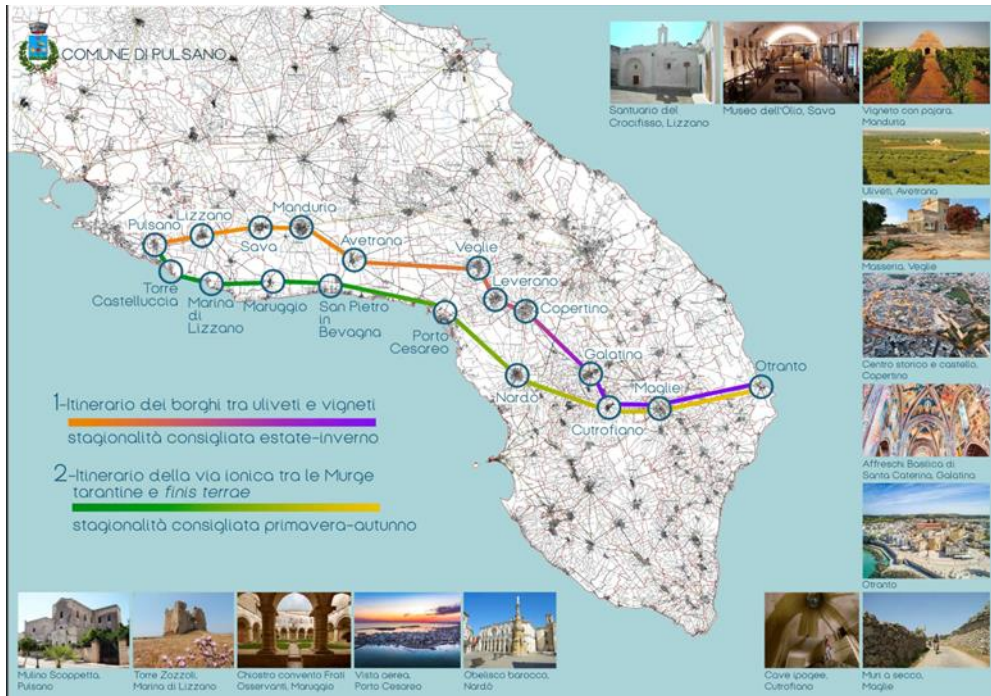 COMUNE DI PULSANO
Santuario del
Crocifisso, Lizzano
Museo dell'Olio, Sava
Vigneto con pajara,
Manduria
Uliveti, Avetrana
Masseria, Veglie
Centro storico e castello,
Copertino
Affreschi Basilica di
Santa Caterina, Galatina
Otranto
Pulsano
Lizzano
Sava
Manduria
Avetrana
Veglie
Leverano
Copertino
Galatina
Maglie
Otranto
Torre
Castelluccia
Marina
di
Lizzano
Maruggio
San Pietro
in
Bevagna
Porto
Cesareo
Nardò
Cutrofiano
1-Itinerario dei borghi tra uliveti e vigneti
stagionalità consigliata estate-inverno
2-Itinerario della via ionica tra le Murge
tarantine e finis terrae
stagionalità consigliata primavera-autunno
Mulino Scoppetta,
Pulsano
Torre Zozzoli,
Marina di Lizzano
Chiostro convento Frati
Osservanti, Maruggio
Vista aerea,
Porto Cesareo
Obelisco barocco,
Nardò
Cave ipogee,
Cutrofiano
Muri a secco,
Maglie